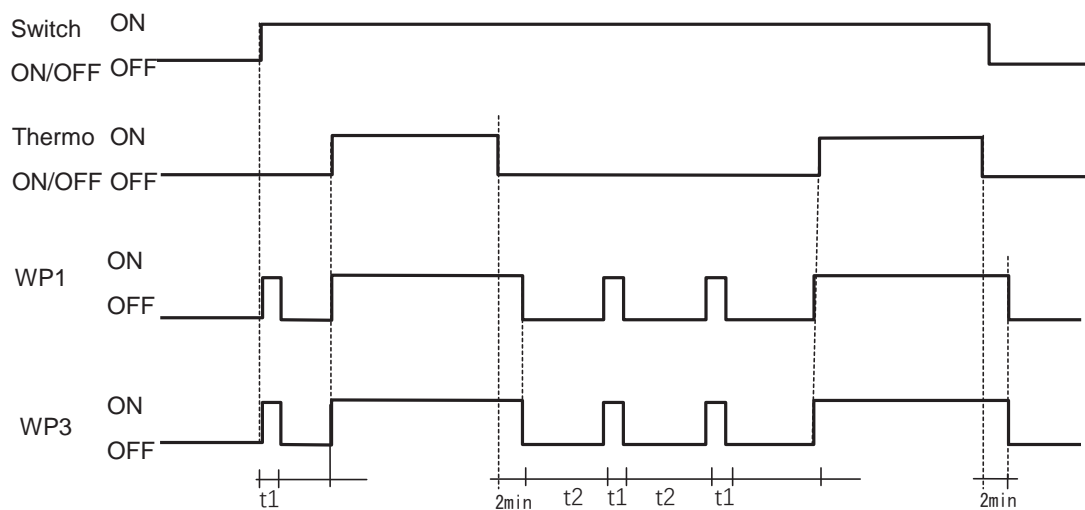 Switch ON
ON/OFF OFF
Thermo ON
ON/OFF OFF
ON
WP1
OFF
ON
WP3
OFF
t1 2min t2 t1 t2 t1 2min